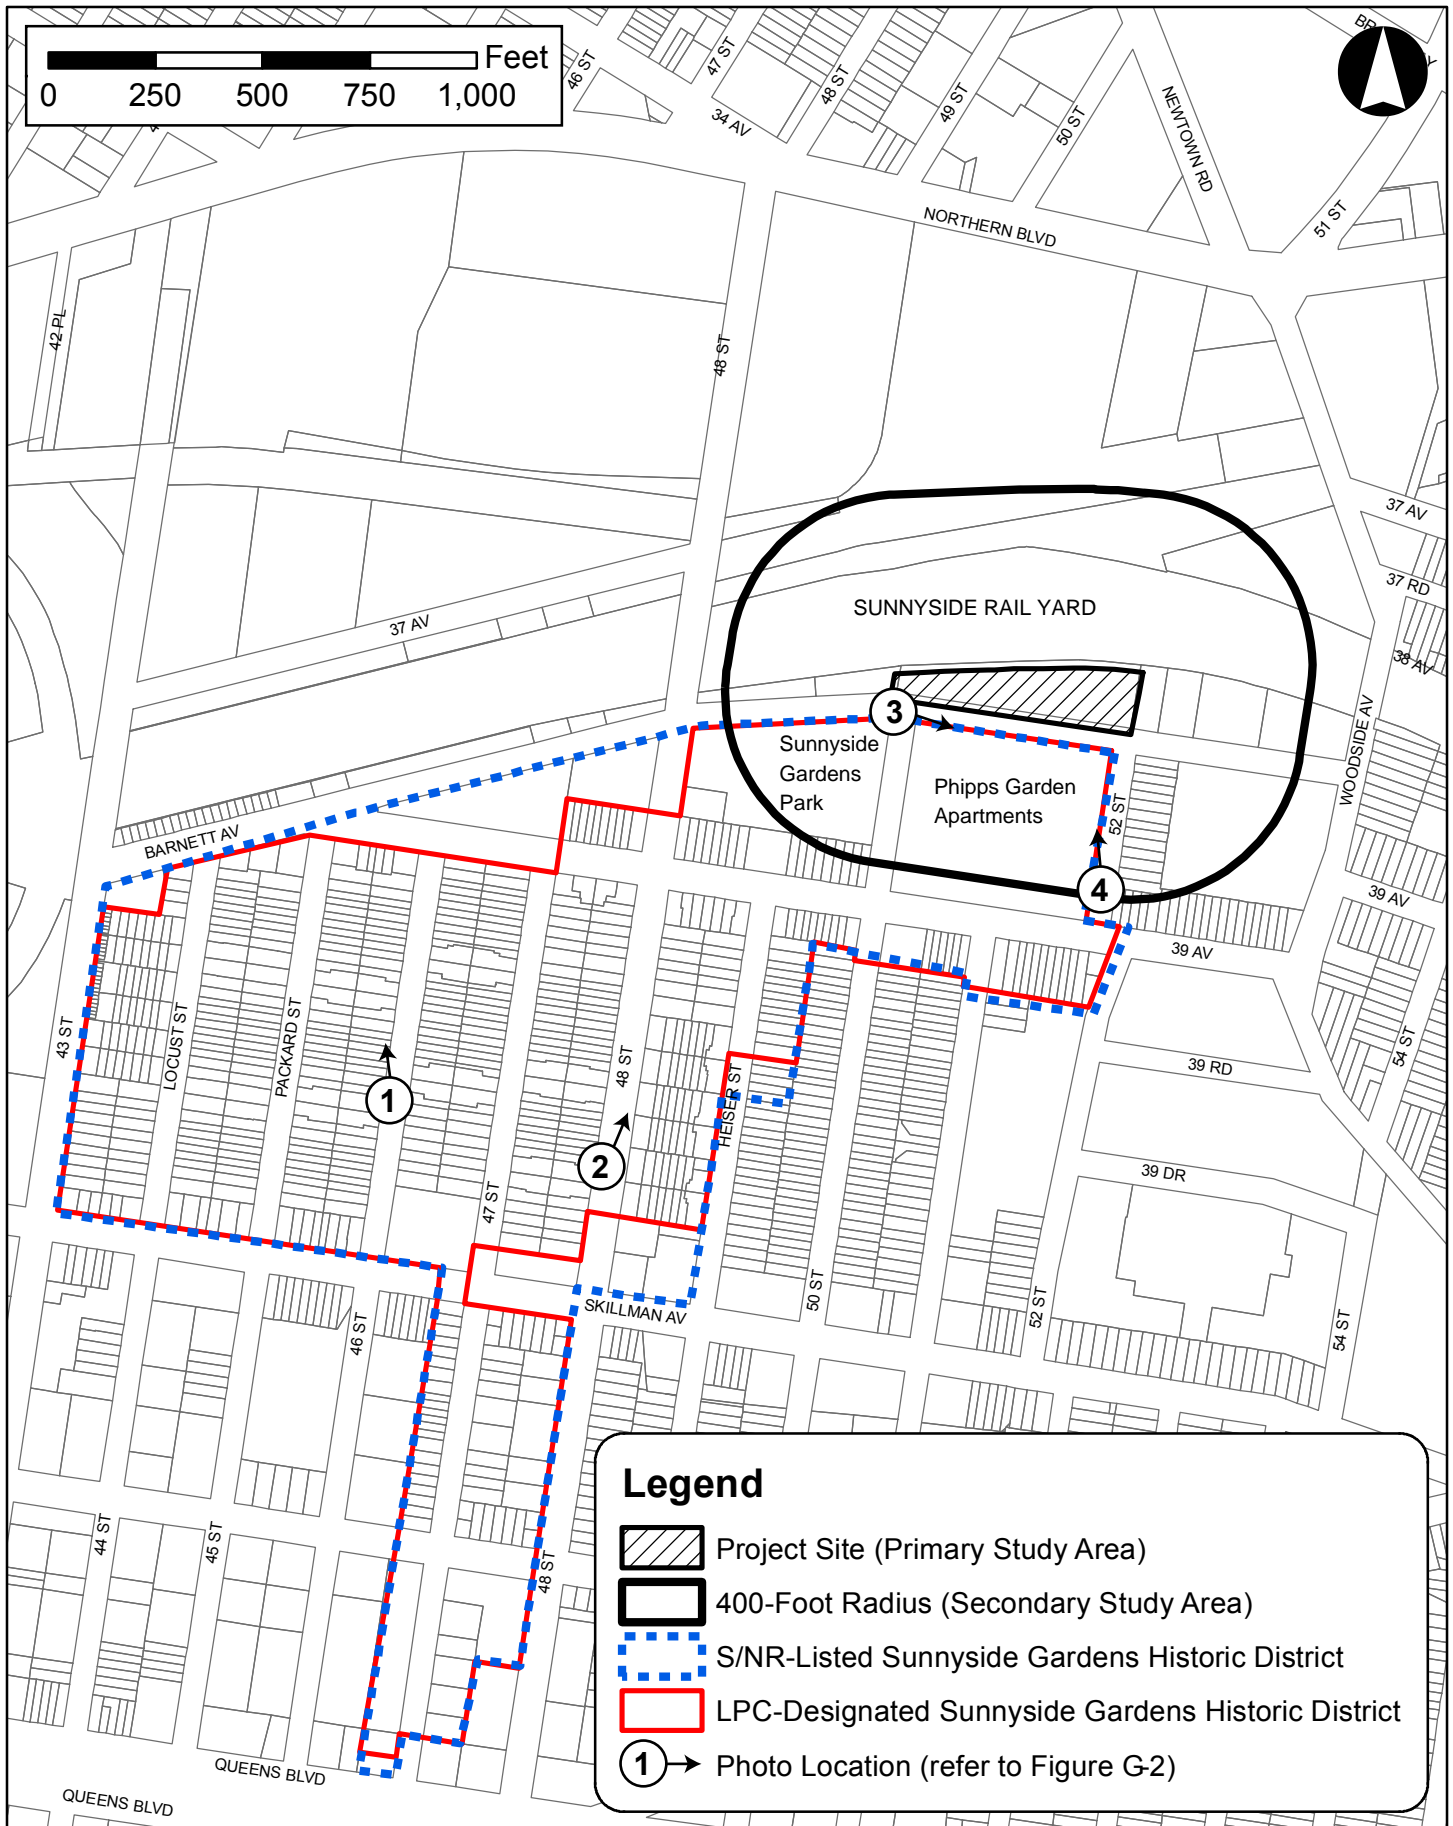 Feet
0 250 500 750 1,000
46 ST
47 ST
48 ST
34 AV
49 ST
50 ST
NEWTOWN RD
51 ST
NORTHERN BLVD
42 PL
48 ST
37 AV
37 RD
38 AV
37 AV
SUNNYSIDE RAIL YARD
3
Sunnyside
Gardens
Park
Phipps Garden
Apartments
52 ST
WOODSIDE AV
BARNETT AV
4
39 AV
39 AV
43 ST
LOCUST ST
PACKARD ST
1
48 ST
HEISER ST
2
39 RD
54 ST
39 DR
47 ST
50 ST
52 ST
54 ST
SKILLMAN AV
46 ST
44 ST
45 ST
48 ST
QUEENS BLVD
QUEENS BLVD
Legend
Project Site (Primary Study Area)
400-Foot Radius (Secondary Study Area)
S/NR-Listed Sunnyside Gardens Historic District
LPC-Designated Sunnyside Gardens Historic District
1 Photo Location (refer to Figure G-2)